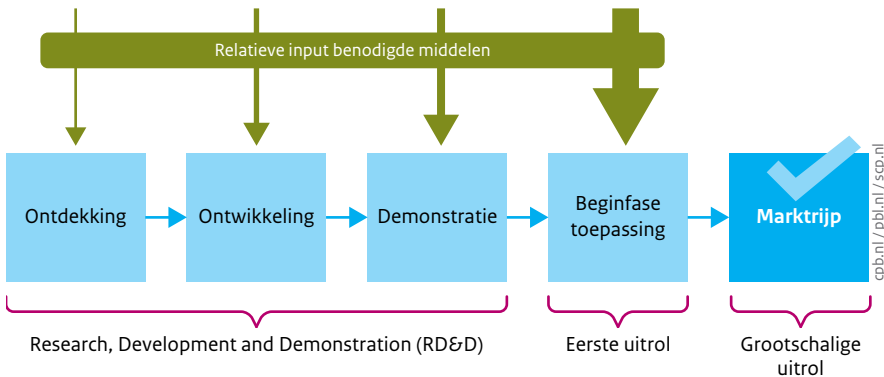 Relatieve input benodigde middelen
Ontdekking
Ontwikkeling
Demonstratie
Beginfase
toepassing
Marktrijp
cpb.nl / pbl.nl / scp.nl
Research, Development and Demonstration (RD&D)
Eerste uitrol
Grootschalige
uitrol